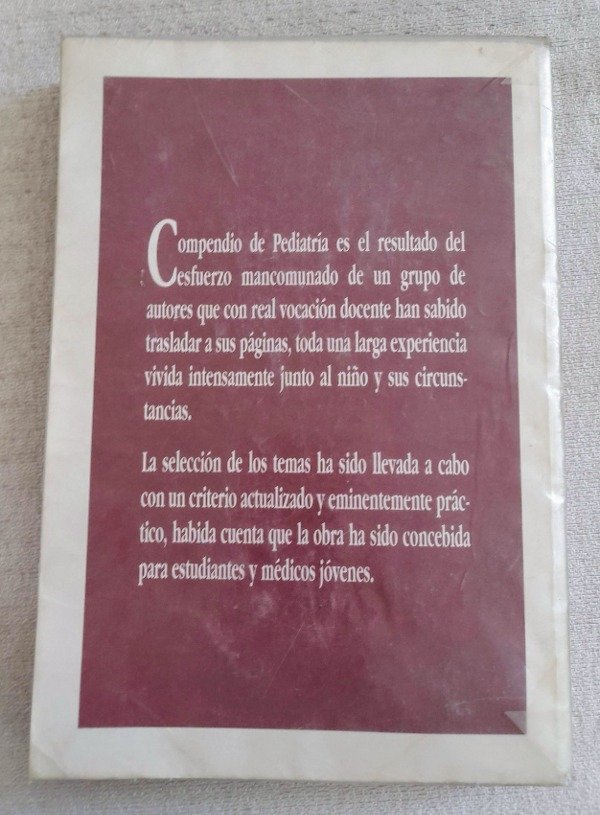 Compendio de Pediatría es el resultado del
esfuerzo mancomunado de un grupo de
autores que con real vocación docente han sabido
trasladar a sus páginas, toda una larga experiencia
vivida intensamente junto al niño y sus circuns-
tancias.
La selección de los temas ha sido llevada a cabo
con un criterio actualizado y eminentemente prác-
tico, habida cuenta que la obra ha sido concebida
para estudiantes y médicos jóvenes.